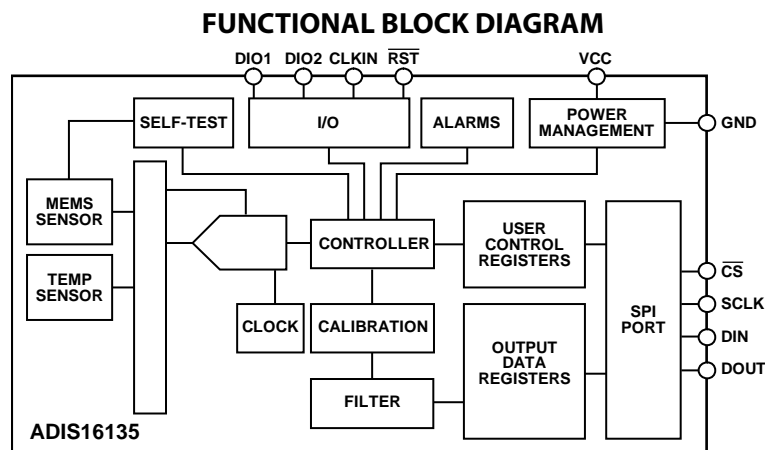 FUNCTIONAL BLOCK DIAGRAM
DIO1 DIO2 CLKIN RST VCC
SELF-TEST
I/O
ALARMS
POWER
MANAGEMENT
GND
MEMS
SENSOR
TEMP
SENSOR
CONTROLLER
USER
CONTROL
REGISTERS
CLOCK
CALIBRATION
FILTER
OUTPUT
DATA
REGISTERS
SPI
PORT
CS
SCLK
DIN
DOUT
ADIS16135